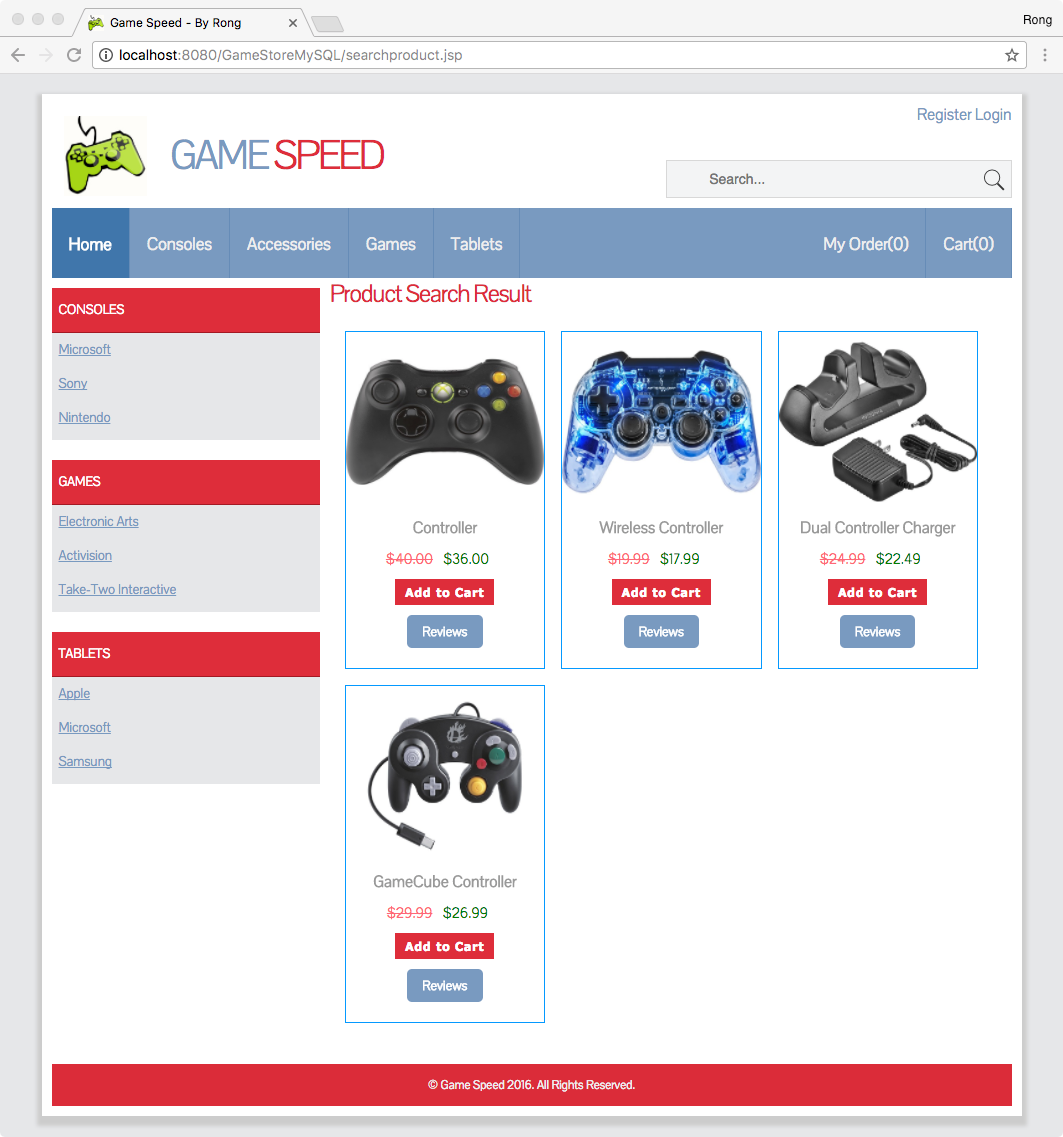 Game Speed - By Rong
Rong
localhost:8080/GameStoreMySQL/searchproduct.jsp
Register Login
GAME SPEED
Search...
Home Consoles Accessories Games Tablets My Order(0) Cart(0)
CONSOLES
Microsoft
Sony
Nintendo
GAMES
Electronic Arts
Activision
Take-Two Interactive
TABLETS
Apple
Microsoft
Samsung
Product Search Result
Controller
$40.00 $36.00
Add to Cart
Reviews
Wireless Controller
$19.99 $17.99
Add to Cart
Reviews
Dual Controller Charger
$24.99 $22.49
Add to Cart
Reviews
GameCube Controller
$29.99 $26.99
Add to Cart
Reviews
© Game Speed 2016. All Rights Reserved.